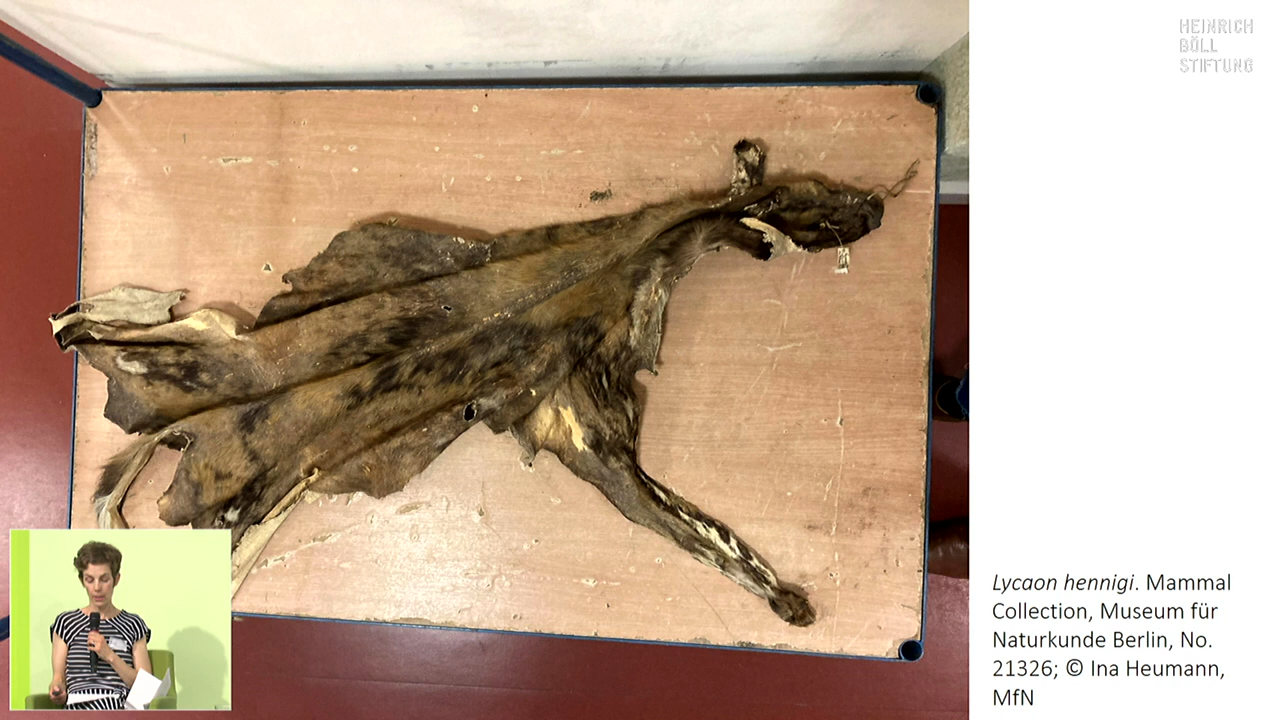 HEINRICH
BÖLL
STIFTUNG
Lycaon hennigi. Mammal
Collection, Museum für
Naturkunde Berlin, No.
21326; © Ina Heumann,
MfN